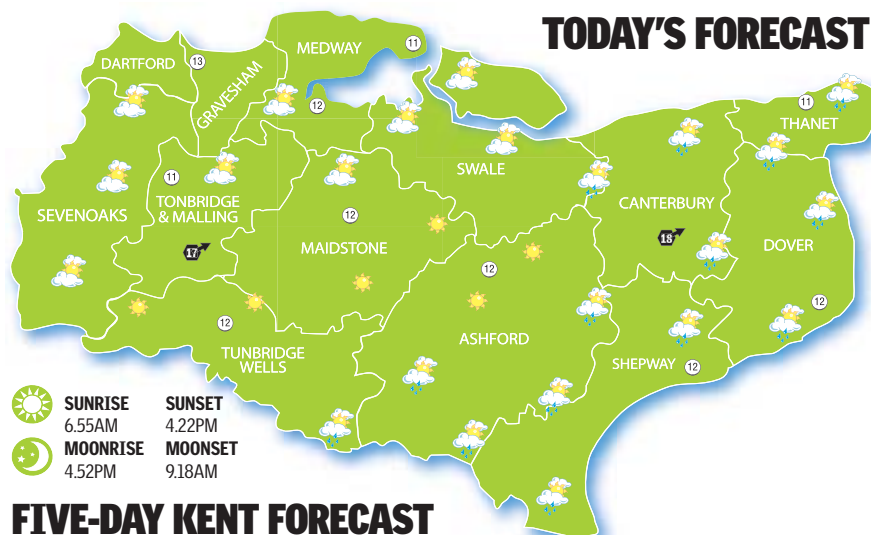 TODAY'S FORECAST
DARTFORD
13
GRAVESHAM
MEDWAY
11
12
11
THANET
SEVENOAKS
11
TONBRIDGE
& MALLING
17
12
MAIDSTONE
SWALE
CANTERBURY
18
DOVER
12
12
TUNBRIDGE
WELLS
12
ASHFORD
SHEPWAY
12
SUNRISE
6.55AM
SUNSET
4.22PM
MOONRISE
4.52PM
MOONSET
9.18AM
FIVE-DAY KENT FORECAST